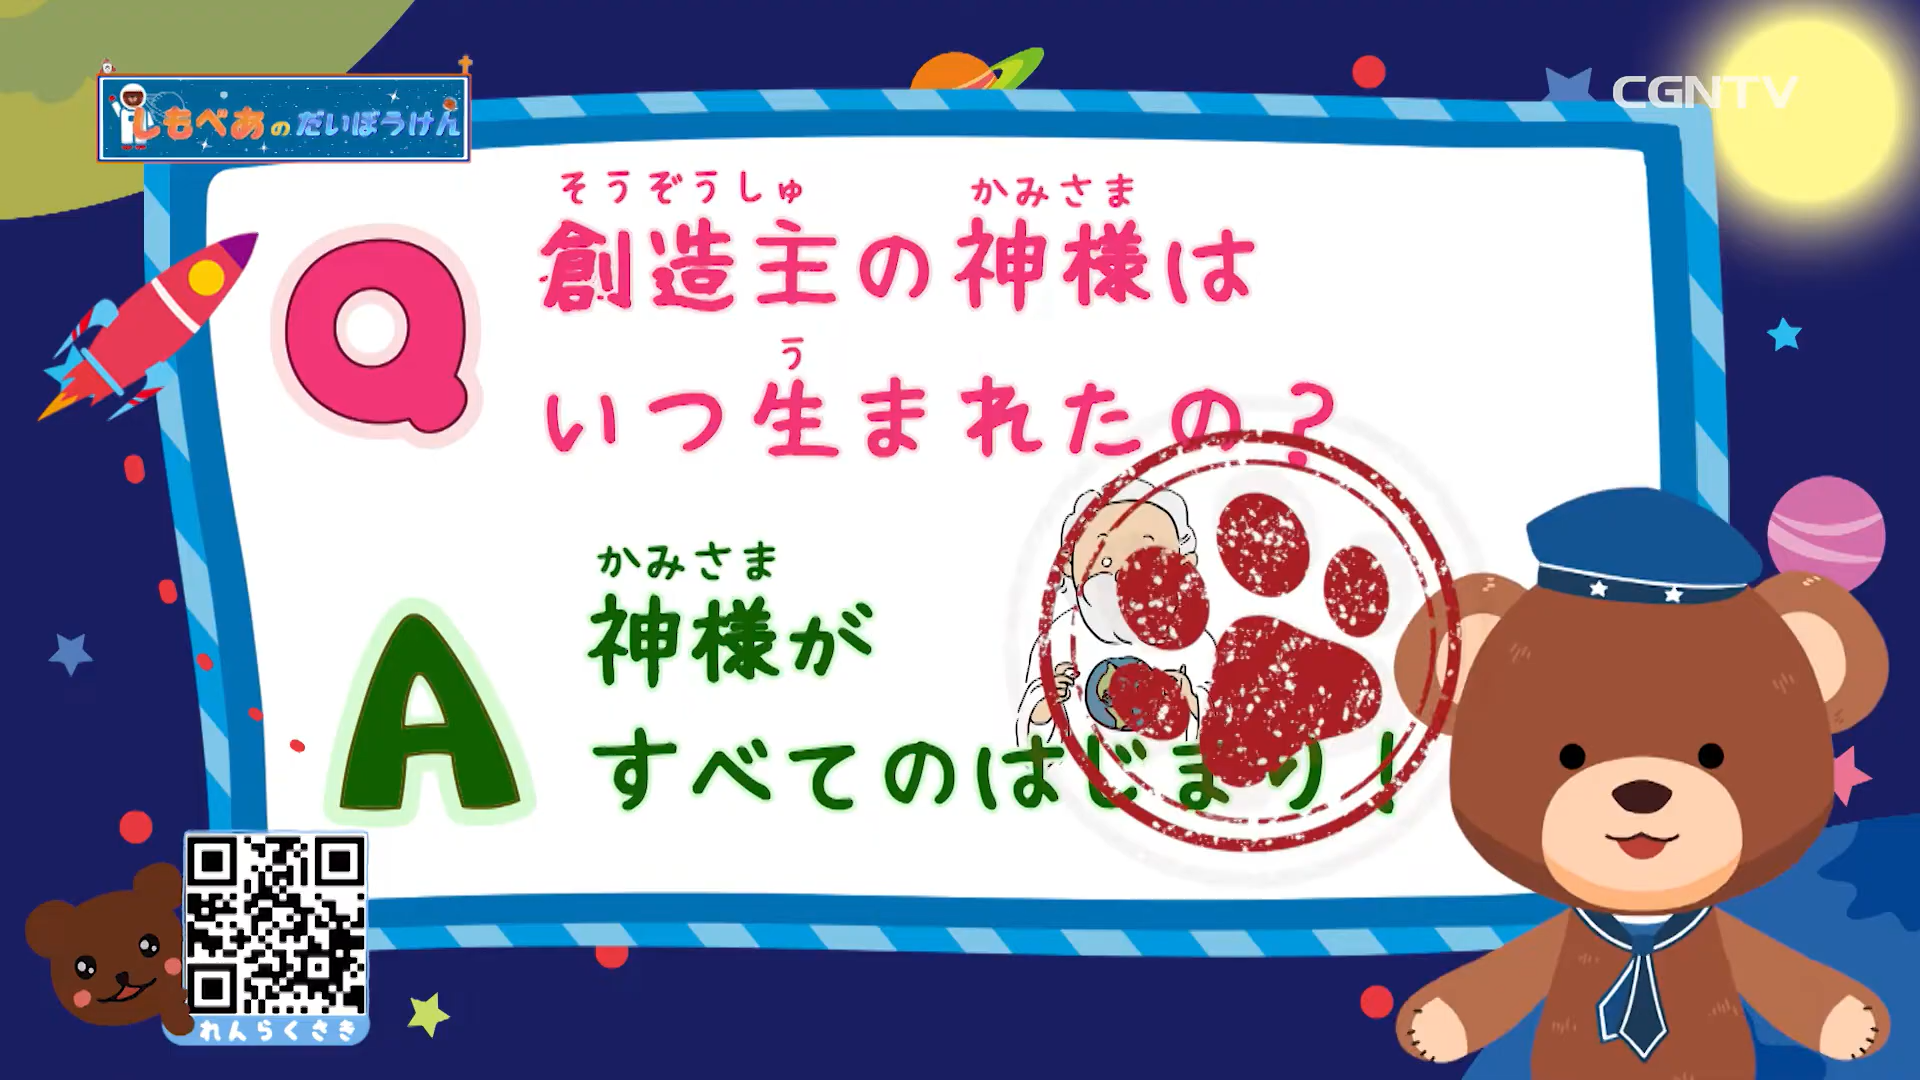 しもべあのだいぼうけん
CGNTV
そうぞうしゅ かみさま
Q 創造主の神様は
う
いつ生まれたの?
かみさま
A 神様が
すべてのはじまり!
れんらくさき